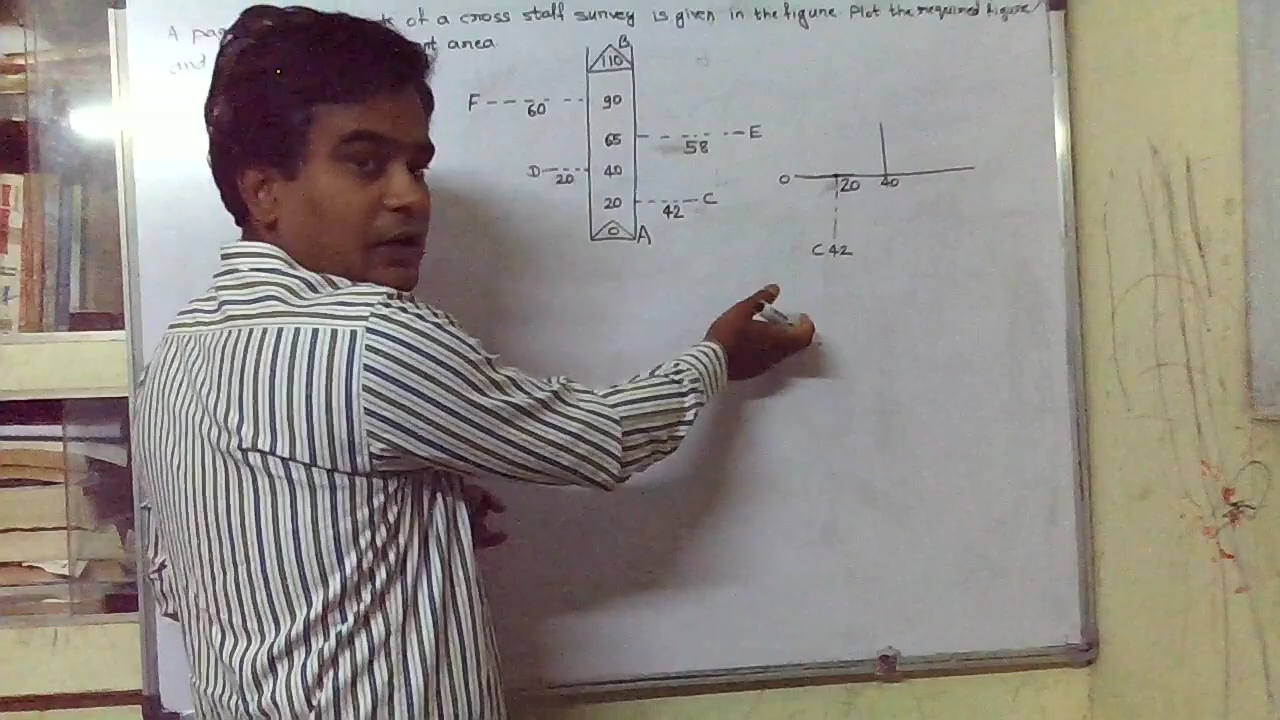 A of a cross staff survey is given in the figure. Plot the required figure
and area
B
110
F 60 90
65 58 E
D 20 40
20 42 C
0 A
0 20 40
C 42